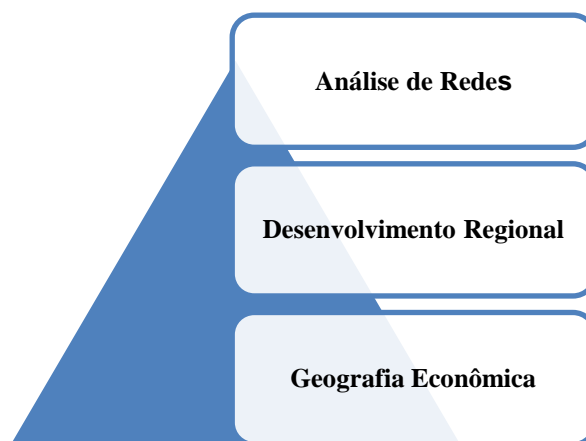 Análise de Redes
Desenvolvimento Regional
Geografia Econômica